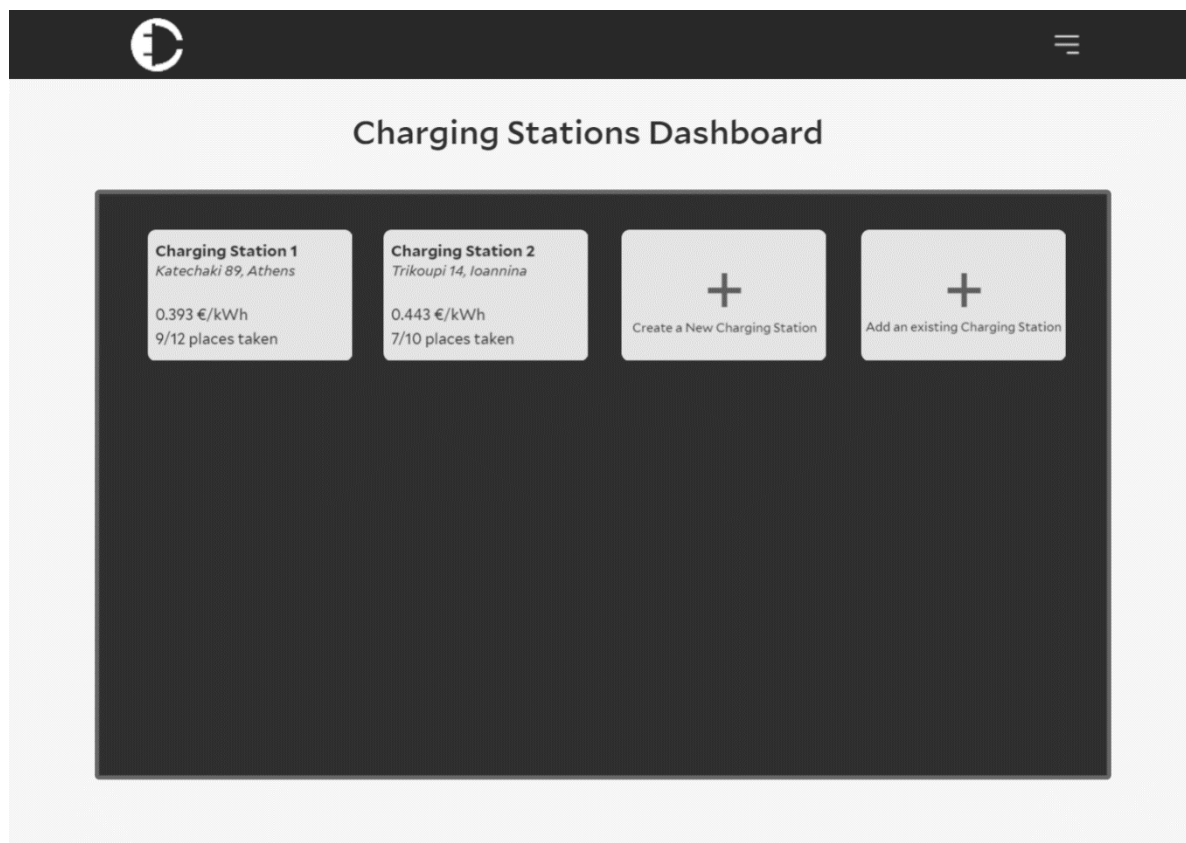 Charging Stations Dashboard
Charging Station 1
Katechaki 89, Athens
0.393 €/kWh
9/12 places taken
Charging Station 2
Trikoupi 14, Ioannina
0.443 €/kWh
7/10 places taken
Create a New Charging Station
Add an existing Charging Station